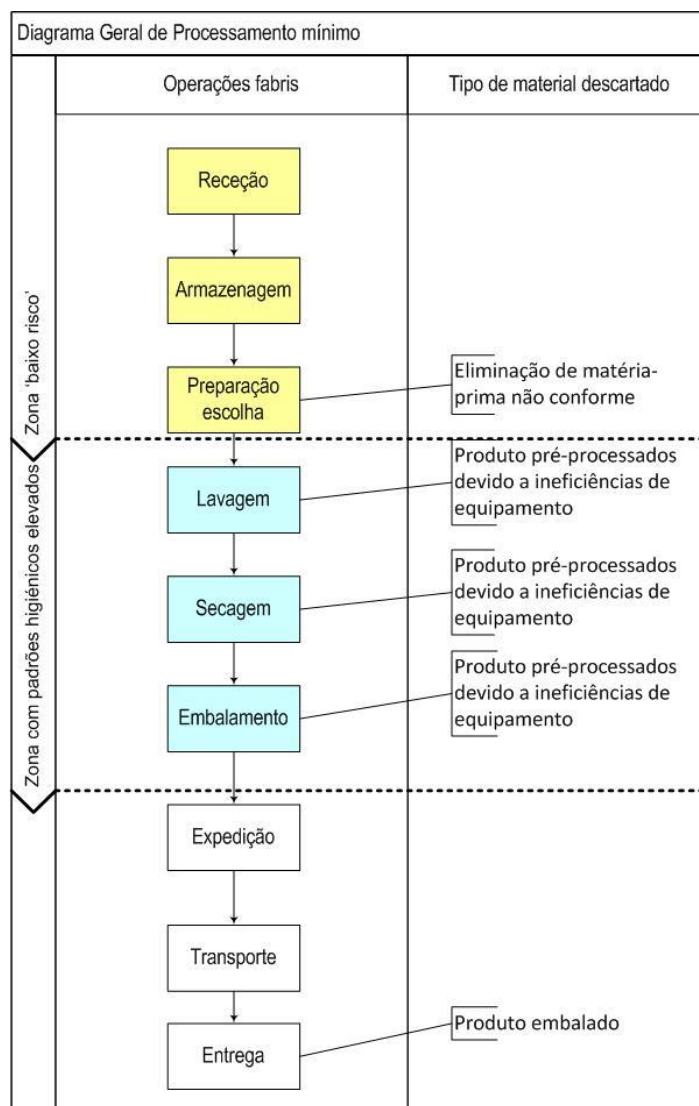 Diagrama Geral de Processamento mínimo
Operações fabris
Tipo de material descartado
Zona ‘baixo risco’
Receção
Armazenagem
Preparação
escolha
Eliminação de matéria-
prima não conforme
Zona com padrões higiénicos elevados
Lavagem
Produto pré-processados
devido a ineficiências de
equipamento
Secagem
Produto pré-processados
devido a ineficiências de
equipamento
Embalamento
Produto pré-processados
devido a ineficiências de
equipamento
Expedição
Transporte
Entrega
Produto embalado